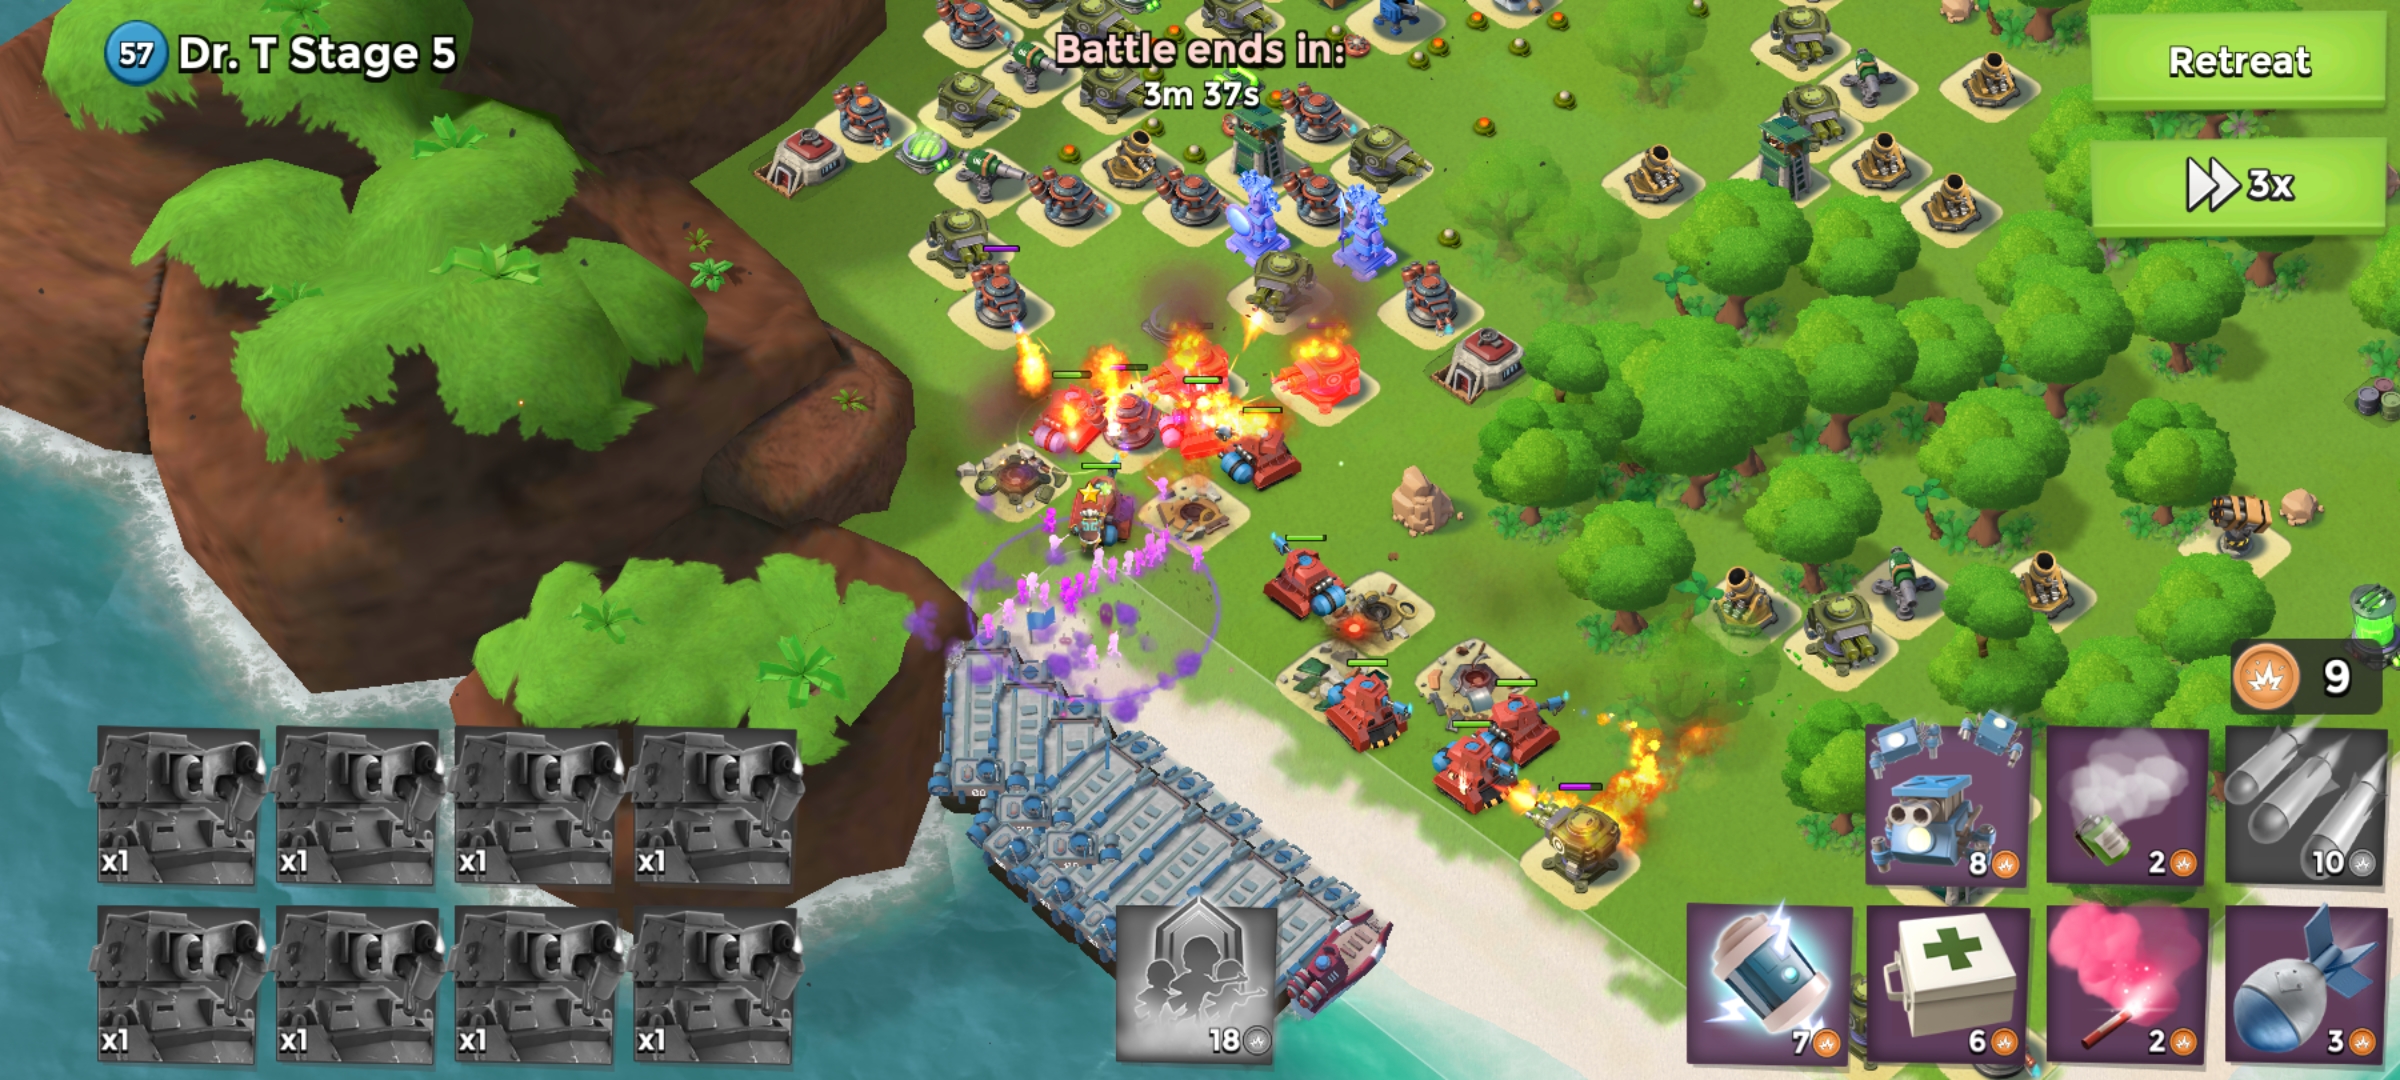 57 Dr. T Stage 5
Battle ends in:
3m 37s
Retreat
3x
9
x1 x1 x1 x1
8 2 10
x1 x1 x1 x1
18
7 6 2 3